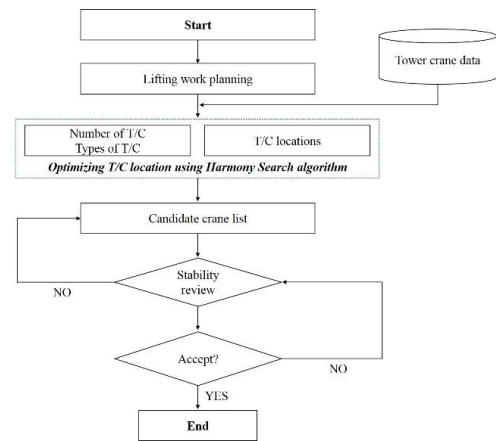 Start
Lifting work planning
Tower crane data
Number of T/C
Types of T/C
T/C locations
Optimizing T/C location using Harmony Search algorithm
Candidate crane list
Stability
review
NO
Accept?
NO
YES
End